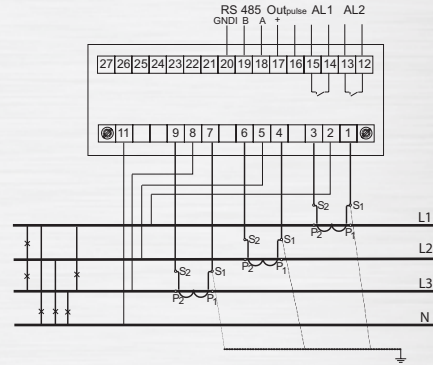 RS 485 Outpulse AL1 AL2
GNDI B A +
27 26 25 24 23 22 21 20 19 18 17 16 15 14 13 12
11 9 8 7 6 5 4 3 2 1
S2 S1
L1
P2 P1
S2 S1
L2
P2 P1
S2 S1
L3
P2 P1
N